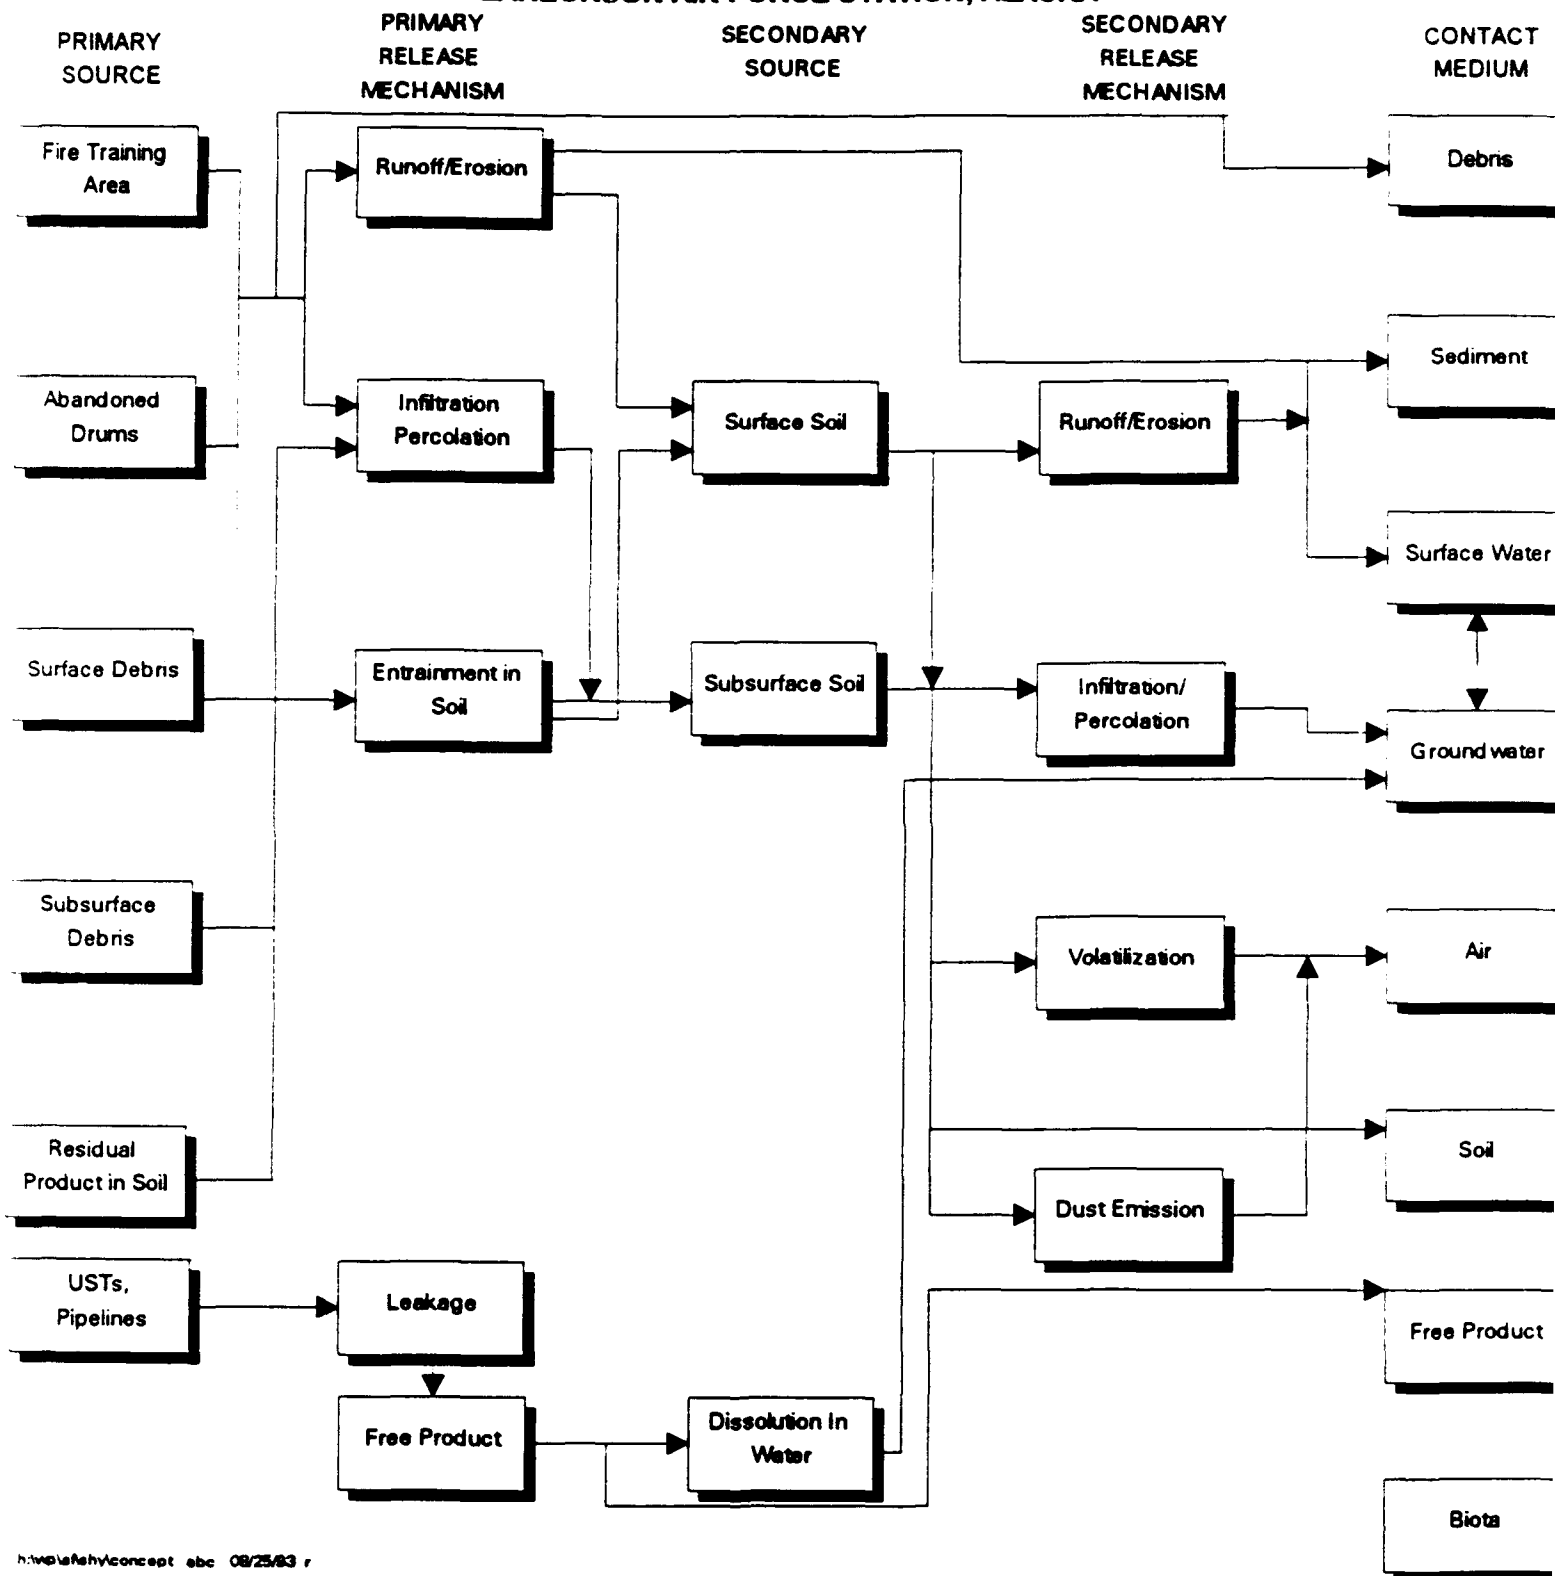 PRIMARY
SOURCE
PRIMARY
RELEASE
MECHANISM
SECONDARY
SOURCE
SECONDARY
RELEASE
MECHANISM
CONTACT
MEDIUM
Fire Training
Area
Runoff/Erosion
Debris
Sediment
Abandoned
Drums
Infiltration
Percolation
Surface Soil
Runoff/Erosion
Surface Water
Surface Debris
Entrainment in
Soil
Subsurface Soil
Infiltration/
Percolation
Groundwater
Subsurface
Debris
Volatilization
Air
Residual
Product in Soil
Soil
Dust Emission
USTs,
Pipelines
Leakage
Free Product
Free Product
Dissolution In
Water
Biota
08/25/93 r